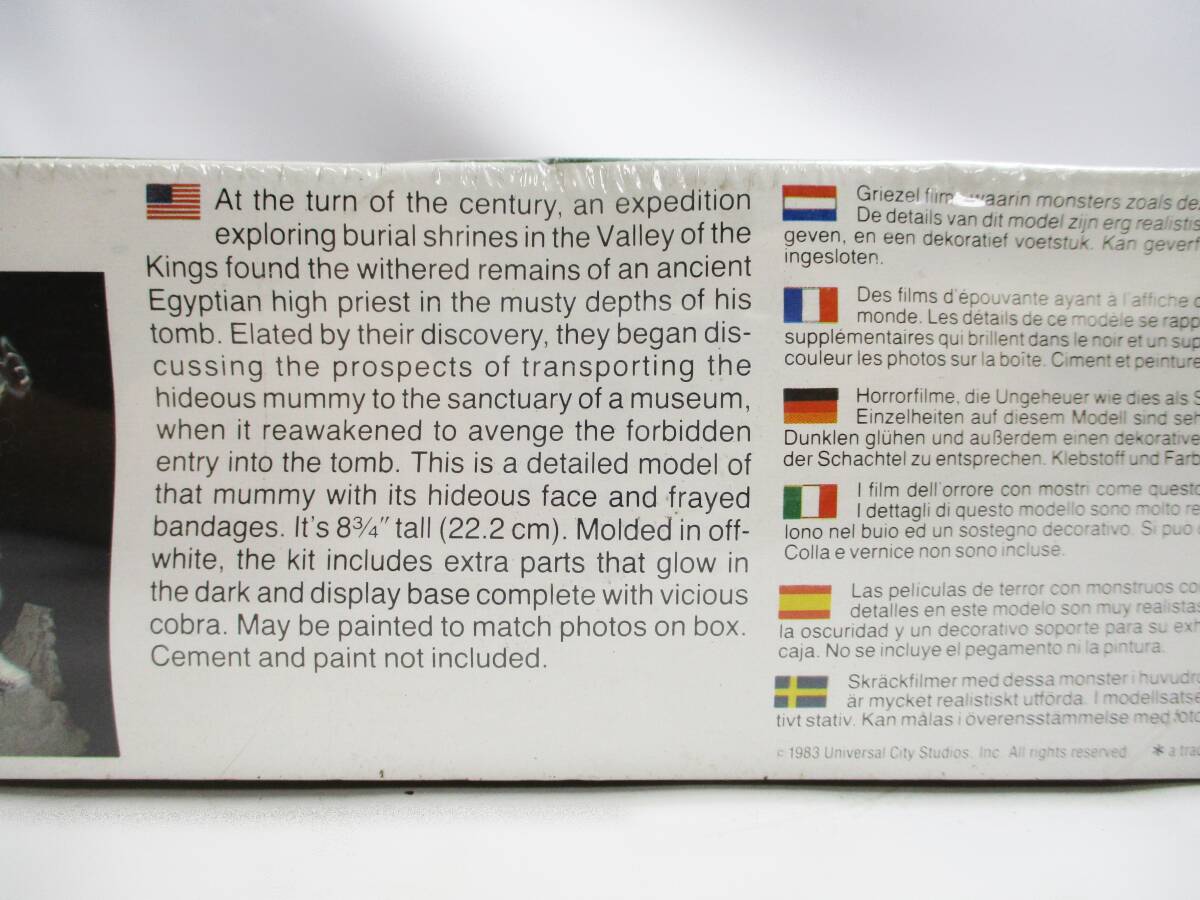 At the turn of the century, an expedition
exploring burial shrines in the Valley of the
Kings found the withered remains of an ancient
Egyptian high priest in the musty depths of his
tomb. Elated by their discovery, they began dis-
cussing the prospects of transporting the
hideous mummy to the sanctuary of a museum,
when it reawakened to avenge the forbidden
entry into the tomb. This is a detailed model of
that mummy with its hideous face and frayed
bandages. It's 8¾" tall (22.2 cm). Molded in off-
white, the kit includes extra parts that glow in
the dark and display base complete with vicious
cobra. May be painted to match photos on box.
Cement and paint not included.
Griezel films waarin monsters zoals
De details van dit model zijn erg
geven, en een dekoratief voetstuk. Kan
ingesloten.
Des films d'épouvante ayant à l'affiche
monde. Les détails de ce modèle se
supplémentaires qui brillent dans le noir et un
couleur les photos sur la boîte. Ciment et peinture
Horrorfilme, die Ungeheuer wie dies als
Einzelheiten auf diesem Modell sind
Dunklen glühen und außerdem einen
der Schachtel zu entsprechen. Klebstoff und
I film dell'orrore con mostri come
I dettagli di questo modello sono molto
lono nel buio ed un sostegno decorativo. Si può
Colla e vernice non sono incluse.
Las películas de terror con monstruos
detalles en este modelo son muy
la oscuridad y un decorativo soporte para su
caja. No se incluye el pegamento ni la pintura.
Skräckfilmer med dessa monster i
är mycket realistiskt utförda. I
tivt stativ. Kan målas i överensstämmelse med
© 1983 Universal City Studios, Inc. All rights reserved. * a